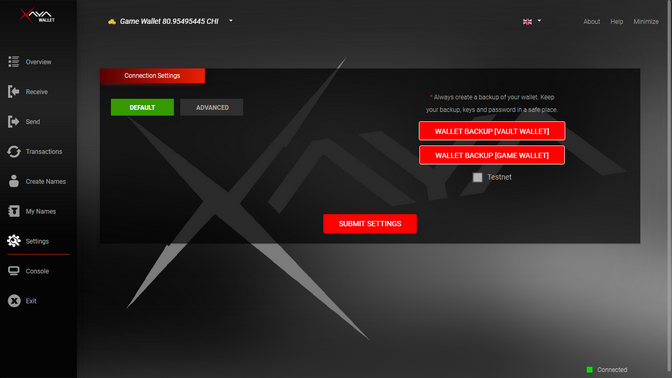 XAYA
WALLET
Game Wallet 80.95495445 CHI
About
Help
Minimize
Overview
Receive
Send
Transactions
Create Names
My Names
Settings
Console
Exit
Connection Settings
DEFAULT
ADVANCED
* Always create a backup of your wallet. Keep
your backup, keys and password in a safe place.
WALLET BACKUP [VAULT WALLET]
WALLET BACKUP [GAME WALLET]
Testnet
SUBMIT SETTINGS
Connected